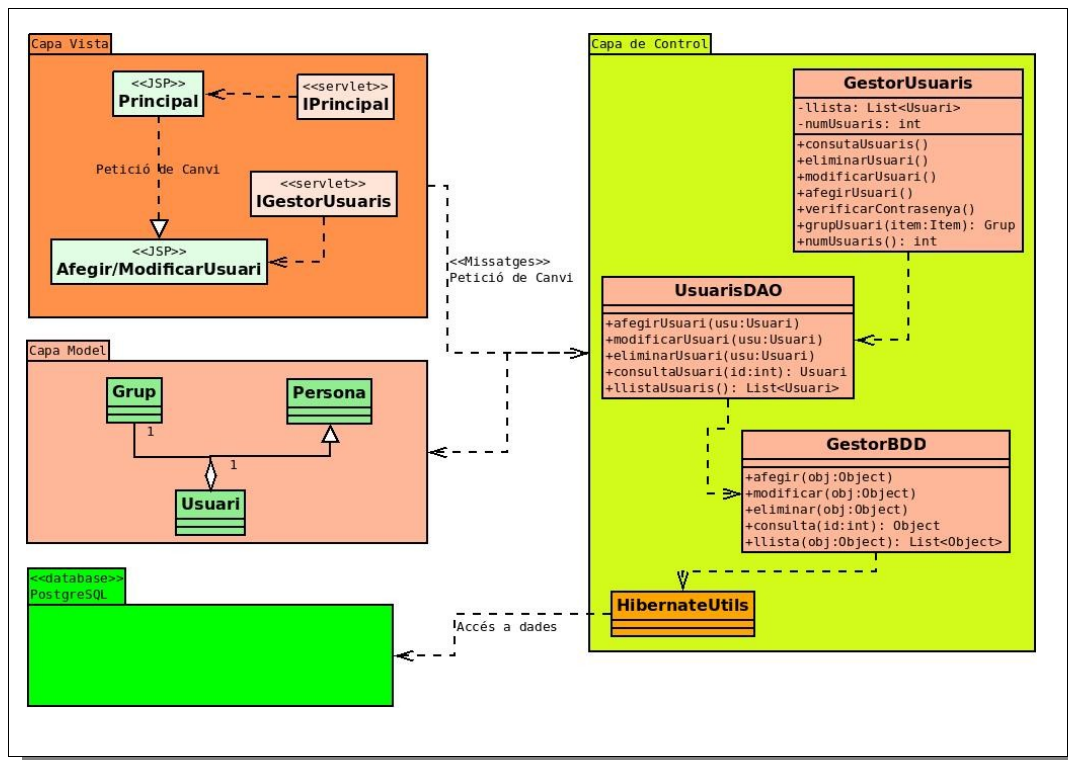 Capa Vista
<<JSP>>
Principal
<<servlet>>
IPrincipal
Petició de Canvi
<<servlet>>
IGestorUsuaris
<<JSP>>
Afegir/ModificarUsuari
<<Missatges>>
Petició de Canvi
Capa Model
Grup
Persona
1
1
Usuari
<<database>>
PostgreSQL
Accés a dades
Capa de Control
GestorUsuaris
-llista: List<Usuari>
-numUsuaris: int
+consutaUsuaris()
+eliminarUsuari()
+modificarUsuari()
+afegirUsuari()
+verificarContrasenya()
+grupUsuari(item:Item): Grup
+numUsuaris(): int
UsuarisDAO
+afegirUsuari(usu:Usuari)
+modificarUsuari(usu:Usuari)
+eliminarUsuari(usu:Usuari)
+consultaUsuari(id:int): Usuari
+llistaUsuaris(): List<Usuari>
GestorBDD
+afegir(obj:Object)
+modificar(obj:Object)
+eliminar(obj:Object)
+consulta(id:int): Object
+llista(obj:Object): List<Object>
HibernateUtils